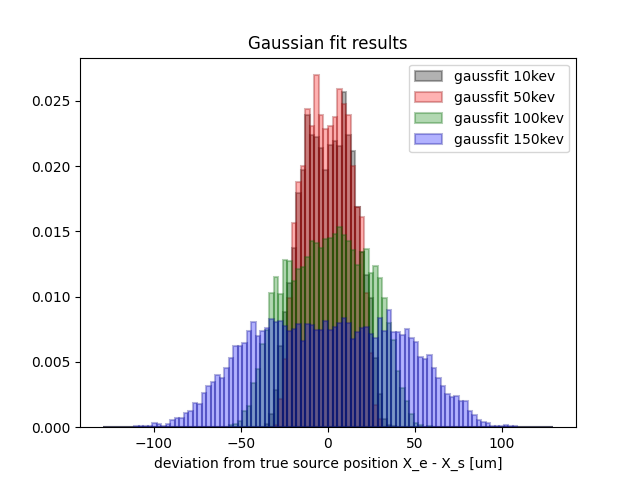 Gaussian fit results
gaussfit 10kev
gaussfit 50kev
gaussfit 100kev
gaussfit 150kev
0.025
0.020
0.015
0.010
0.005
0.000
−100
−50
0
50
100
deviation from true source position X_e - X_s [um]